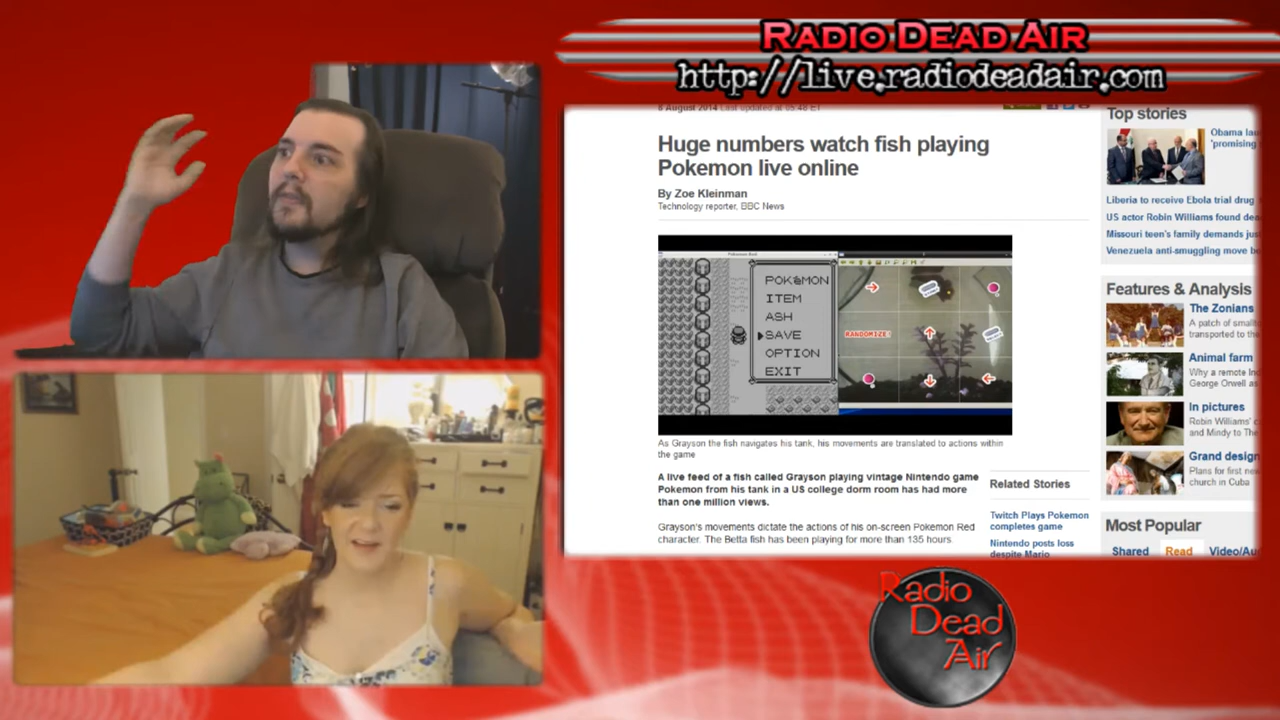 Radio Dead Air
http://live.radiodeadair.com
8 August 2014 Last updated at 05:48 ET
Huge numbers watch fish playing
Pokemon live online
By Zoe Kleinman
Technology reporter, BBC News
POKéMON
ITEM
ASH
SAVE
OPTION
EXIT
RANDOMIZE!
As Grayson the fish navigates his tank, his movements are translated to actions within
the game
A live feed of a fish called Grayson playing vintage Nintendo game
Pokemon from his tank in a US college dorm room has had more
than one million views.
Grayson's movements dictate the actions of his on-screen Pokemon Red
character. The Betta fish has been playing for more than 135 hours.
Related Stories
Twitch Plays Pokemon
completes game
Nintendo posts loss
despite Mario
Top stories
Obama
'promising
Liberia to receive Ebola trial drug
US actor Robin Williams found
Missouri teen's family demands
Venezuela anti-smuggling move
Features & Analysis
The Zonians
A patch of
transported to the
Animal farm
Why a remote
George Orwell
In pictures
Robin Williams'
and Mindy to
Grand design
Plans for first
church in Cuba
Most Popular
Shared Read
Radio
Dead
Air